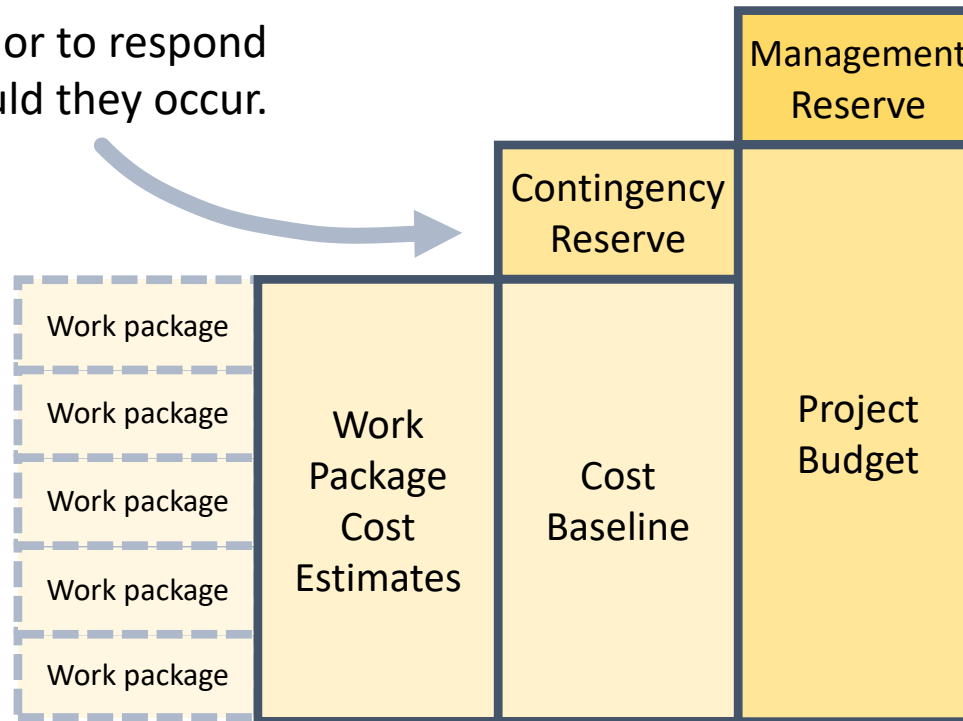 or to respond
uld they occur.
Management
Reserve
Contingency
Reserve
Work package
Work package
Work package
Work package
Work package
Work
Package
Cost
Estimates
Cost
Baseline
Project
Budget